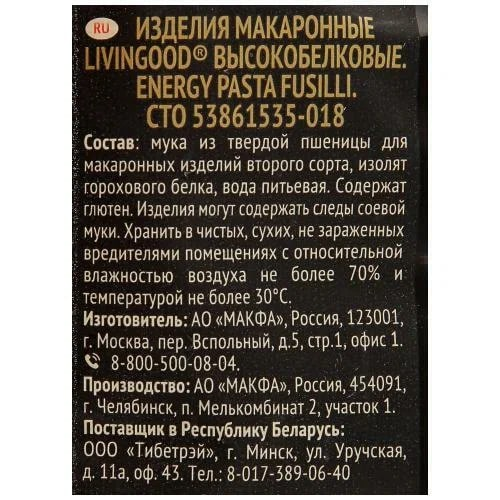 RU
ИЗДЕЛИЯ МАКАРОННЫЕ
LIVINGOOD® ВЫСОКОБЕЛКОВЫЕ.
ENERGY PASTA FUSILLI.
СТО 53861535-018
Состав: мука из твердой пшеницы для
макаронных изделий второго сорта, изолят
горохового белка, вода питьевая. Содержат
глютен. Изделия могут содержать следы соевой
муки. Хранить в чистых, сухих, не зараженных
вредителями помещениях с относительной
влажностью воздуха не более 70% и
температурой не более 30°С.
Изготовитель: АО «МАКФА», Россия, 123001,
г. Москва, пер. Вспольный, д.5, стр.1, офис 1.
8-800-500-08-04.
Производство: АО «МАКФА», Россия, 454091,
г. Челябинск, п. Мелькомбинат 2, участок 1.
Поставщик в Республику Беларусь:
ООО «Тибетрэй», г. Минск, ул. Уручская,
д. 11а, оф. 43. Тел.: 8-017-389-06-40